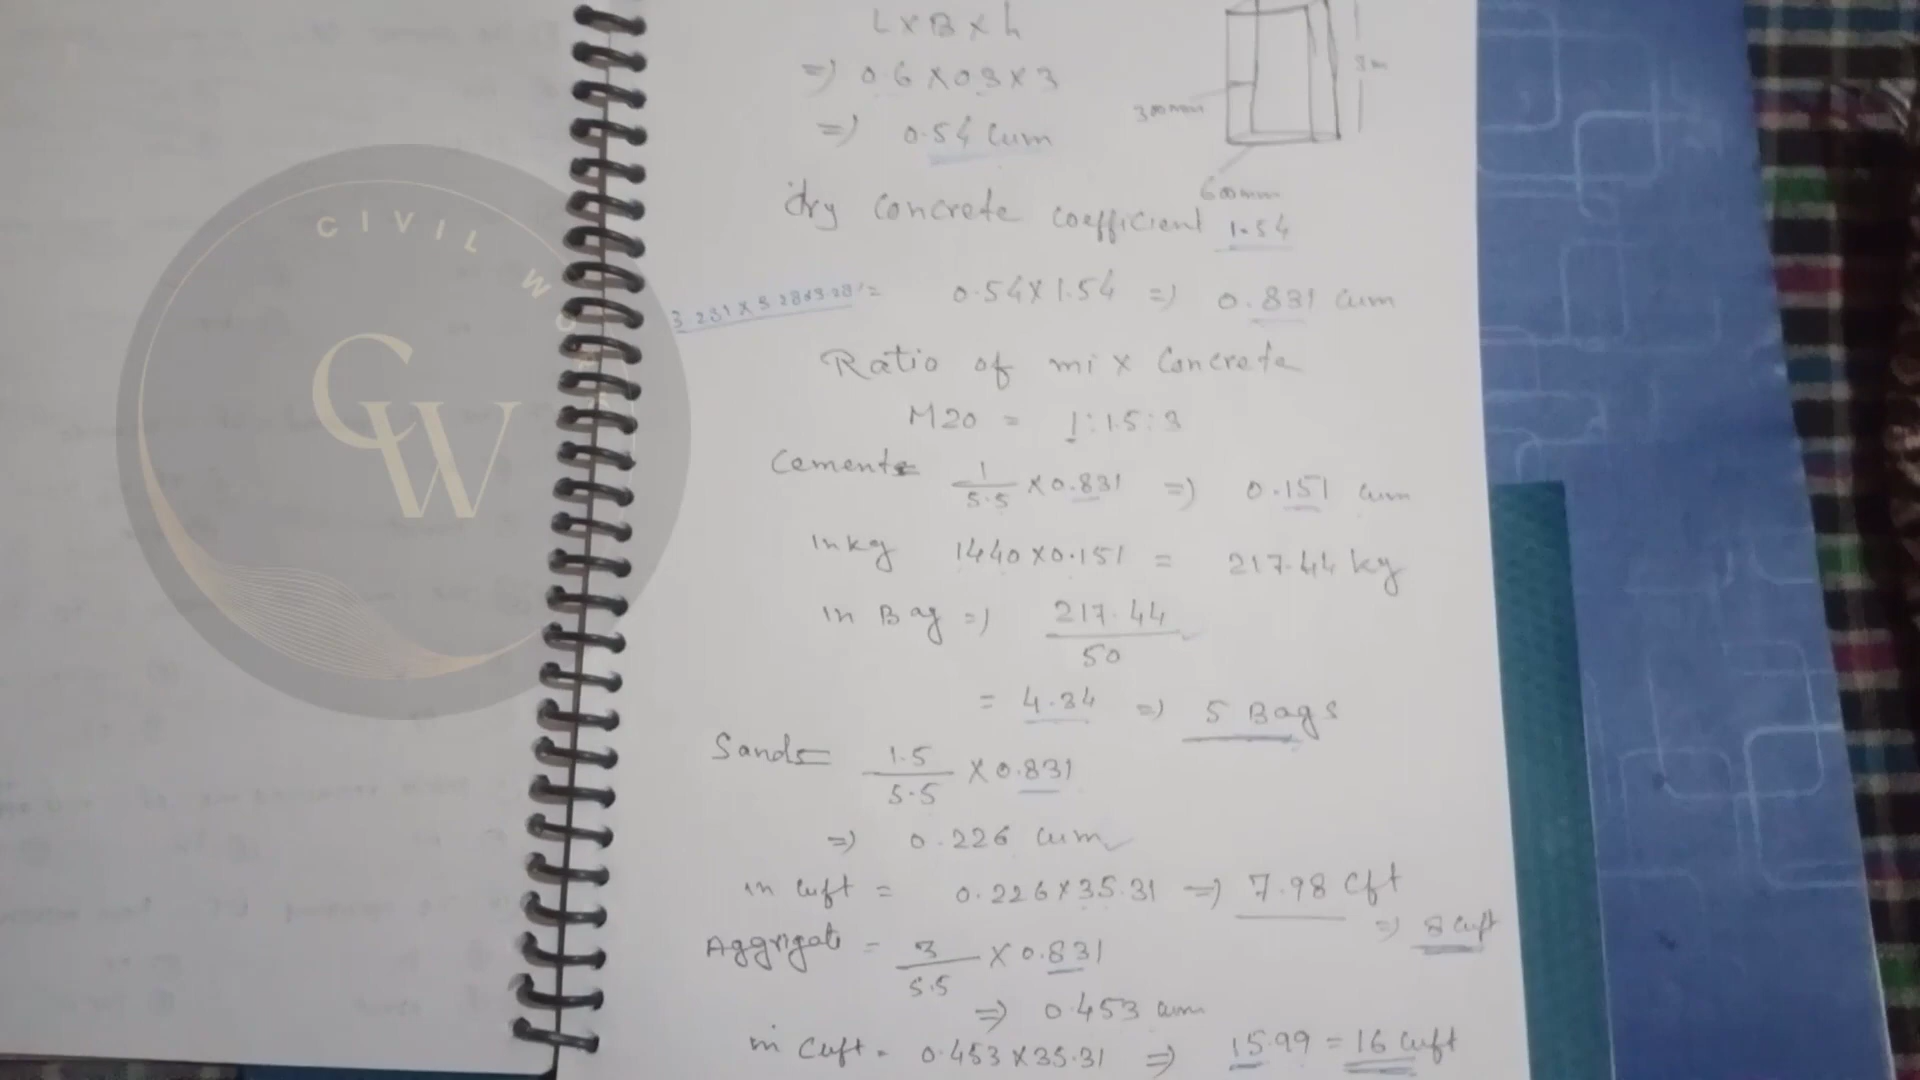 L x B x h
=) 0.6 x 0.3 x 3
=) 0.54 Cum
3m
300mm
600mm
dry concrete coefficient 1.54
3.28 x 3.28 =
0.54 x 1.54 =) 0.831 Cum
Ratio of mix Concrete
M20 = 1:1.5:3
Cement = 1/5.5 x 0.831 =) 0.151 Cum
In kg 1440 x 0.151 = 217.44 kg
In Bag =) 217.44/50
= 4.34 =) 5 Bags
Sand = 1.5/5.5 x 0.831
=) 0.226 Cum
in Cuft = 0.226 x 35.31 =) 7.98 Cft
=) 8 Cuft
Aggrigat = 3/5.5 x 0.831
=) 0.453 Cum
in Cuft = 0.453 x 35.31 =) 15.99 = 16 Cuft
CIVIL
CW